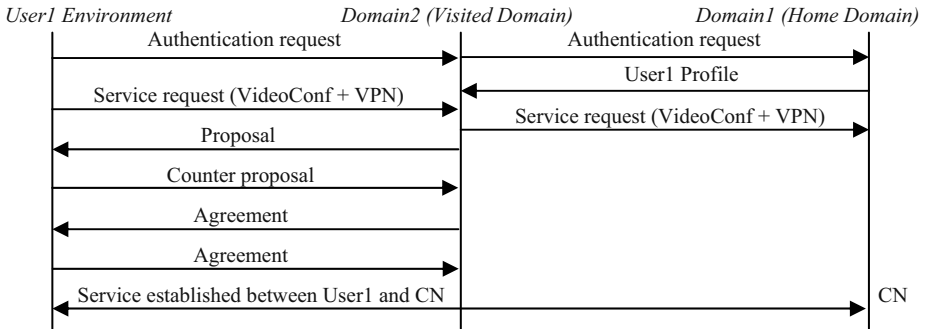 User1 Environment Domain2 (Visited Domain) Domain1 (Home Domain)
Authentication request Authentication request
User1 Profile
Service request (VideoConf + VPN)
Service request (VideoConf + VPN)
Proposal
Counter proposal
Agreement
Agreement
Service established between User1 and CN CN